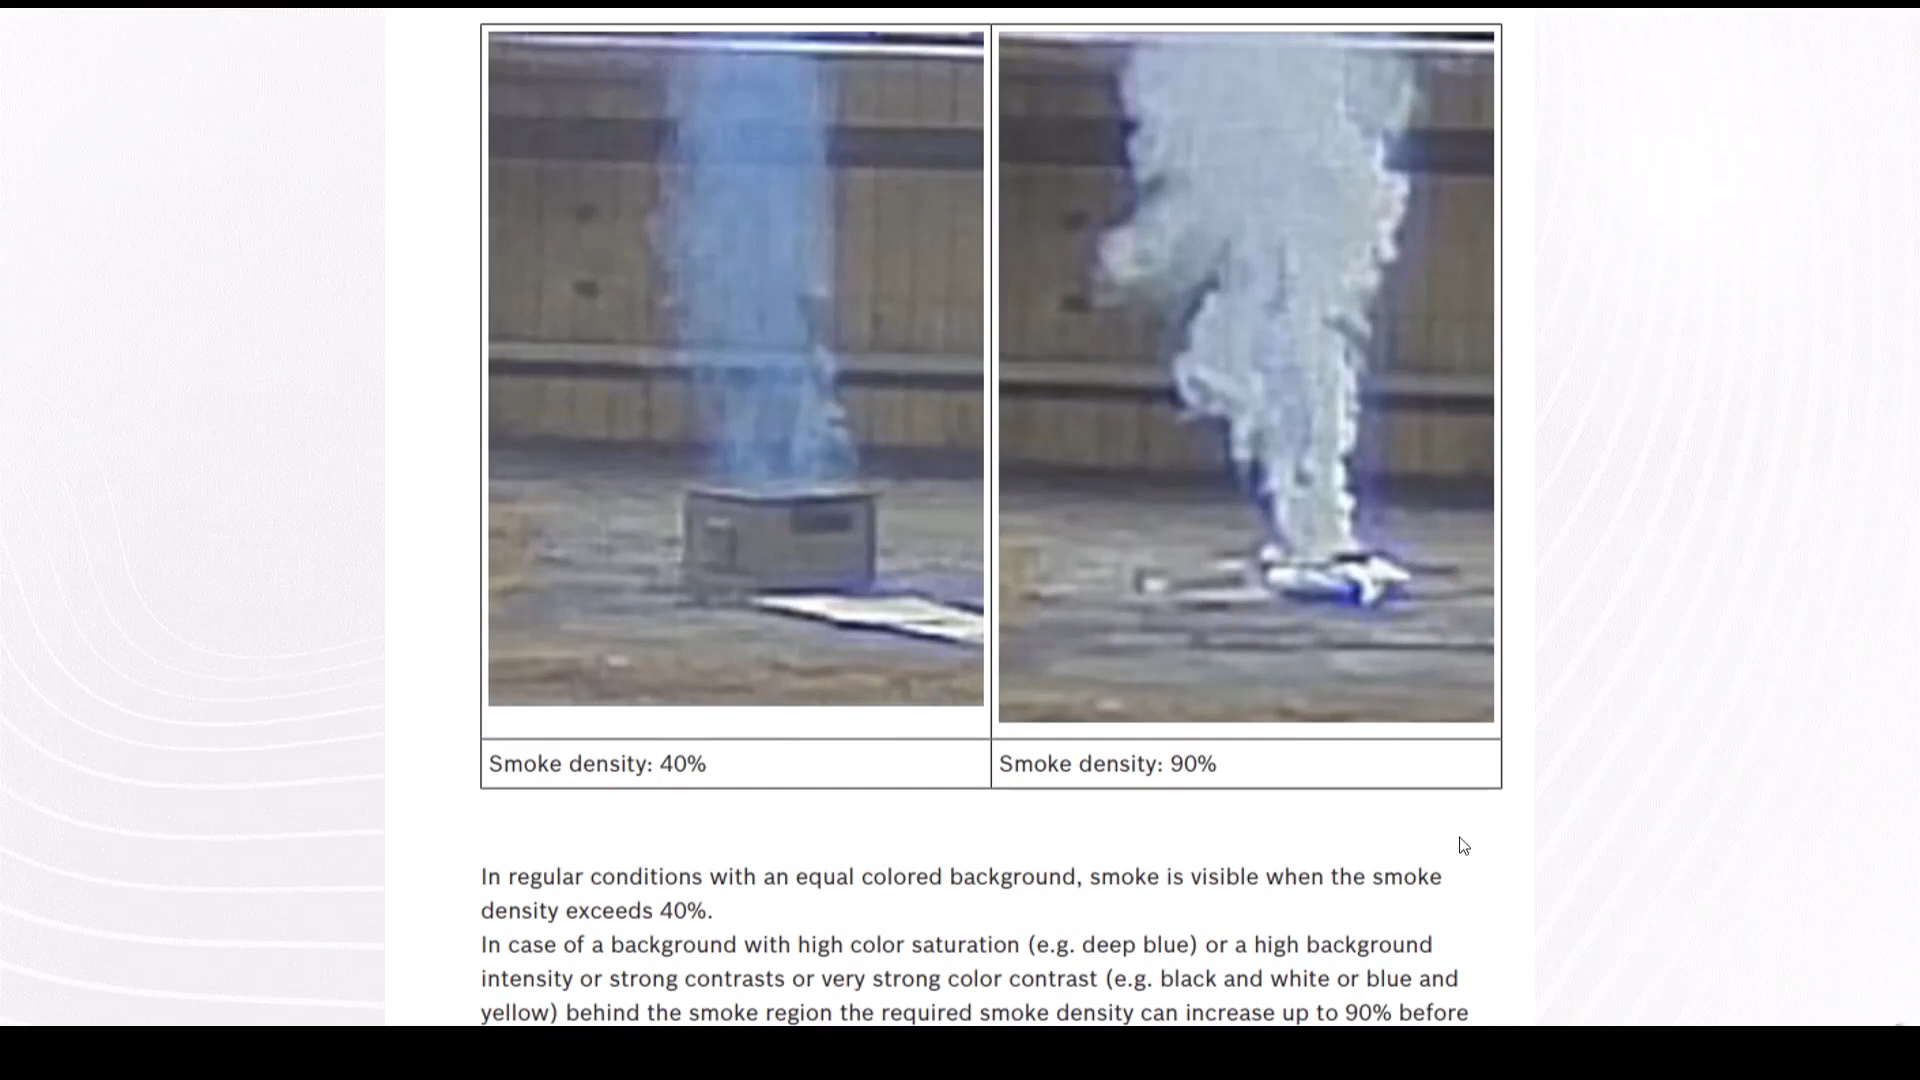 Smoke density: 40%
Smoke density: 90%
In regular conditions with an equal colored background, smoke is visible when the smoke
density exceeds 40%.
In case of a background with high color saturation (e.g. deep blue) or a high background
intensity or strong contrasts or very strong color contrast (e.g. black and white or blue and
yellow) behind the smoke region the required smoke density can increase up to 90% before